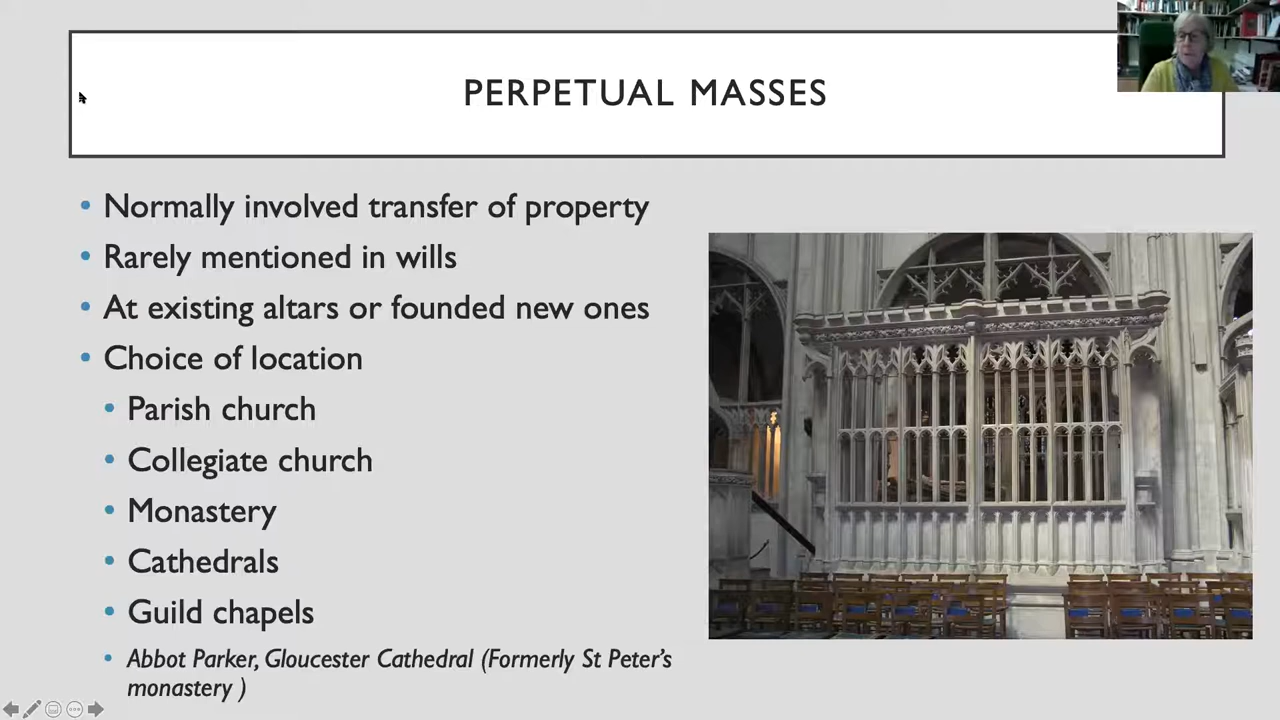 PERPETUAL MASSES
Normally involved transfer of property
Rarely mentioned in wills
At existing altars or founded new ones
Choice of location
Parish church
Collegiate church
Monastery
Cathedrals
Guild chapels
Abbot Parker, Gloucester Cathedral (Formerly St Peter's
monastery )